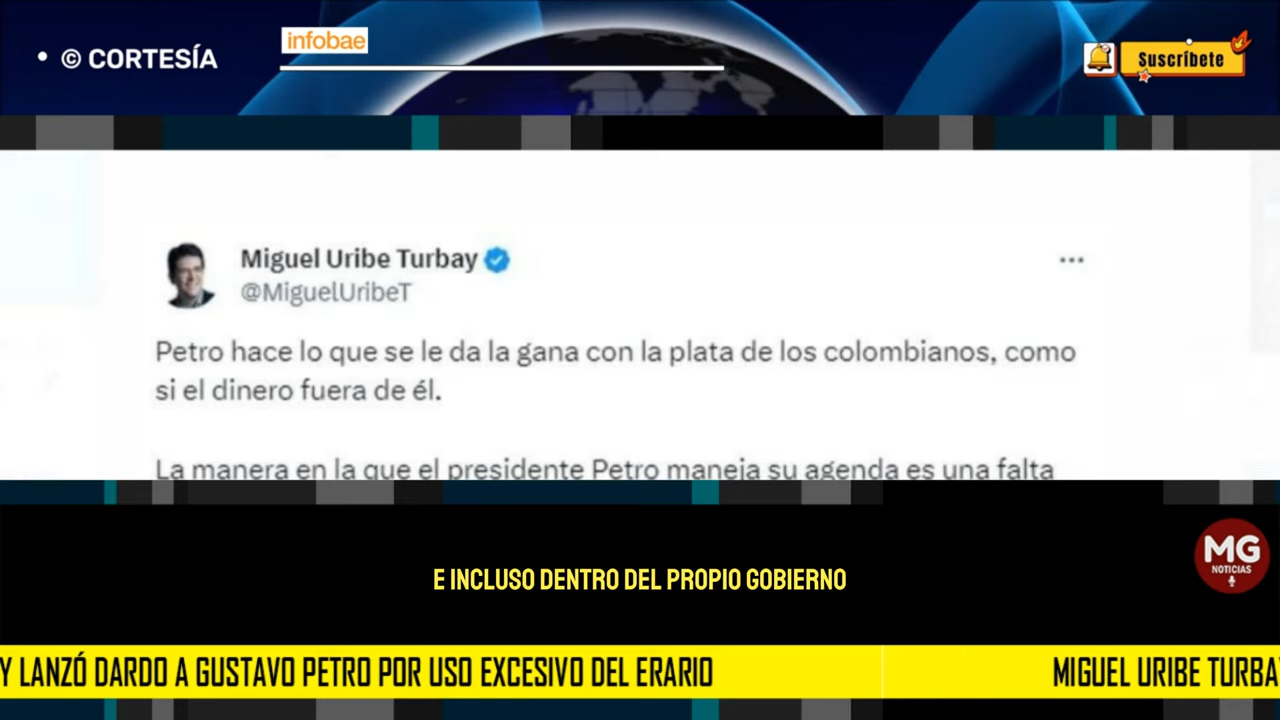 © CORTESÍA
infobae
Suscríbete
Miguel Uribe Turbay
@MiguelUribeT
Petro hace lo que se le da la gana con la plata de los colombianos, como
si el dinero fuera de él.
La manera en la que el presidente Petro maneja su agenda es una falta
E INCLUSO DENTRO DEL PROPIO GOBIERNO
MG
NOTICIAS
Y LANZÓ DARDO A GUSTAVO PETRO POR USO EXCESIVO DEL ERARIO MIGUEL URIBE TURBAY